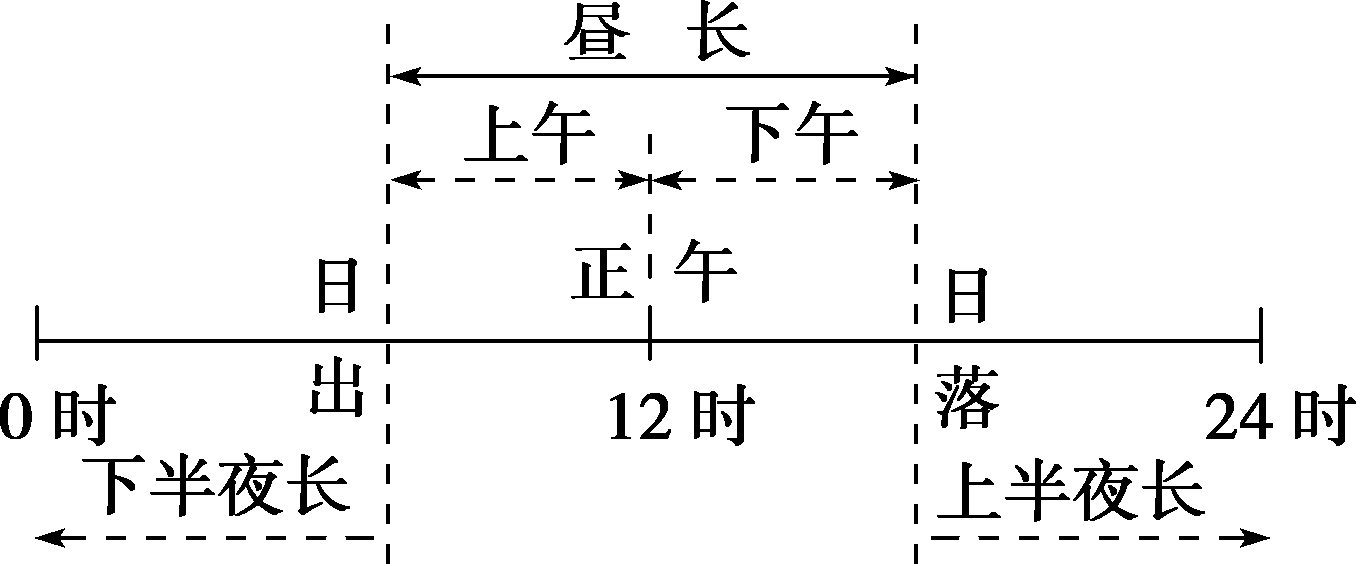 昼 长
上午 下午
正 午
日出
日落
0 时 12 时 24 时
下半夜长 上半夜长